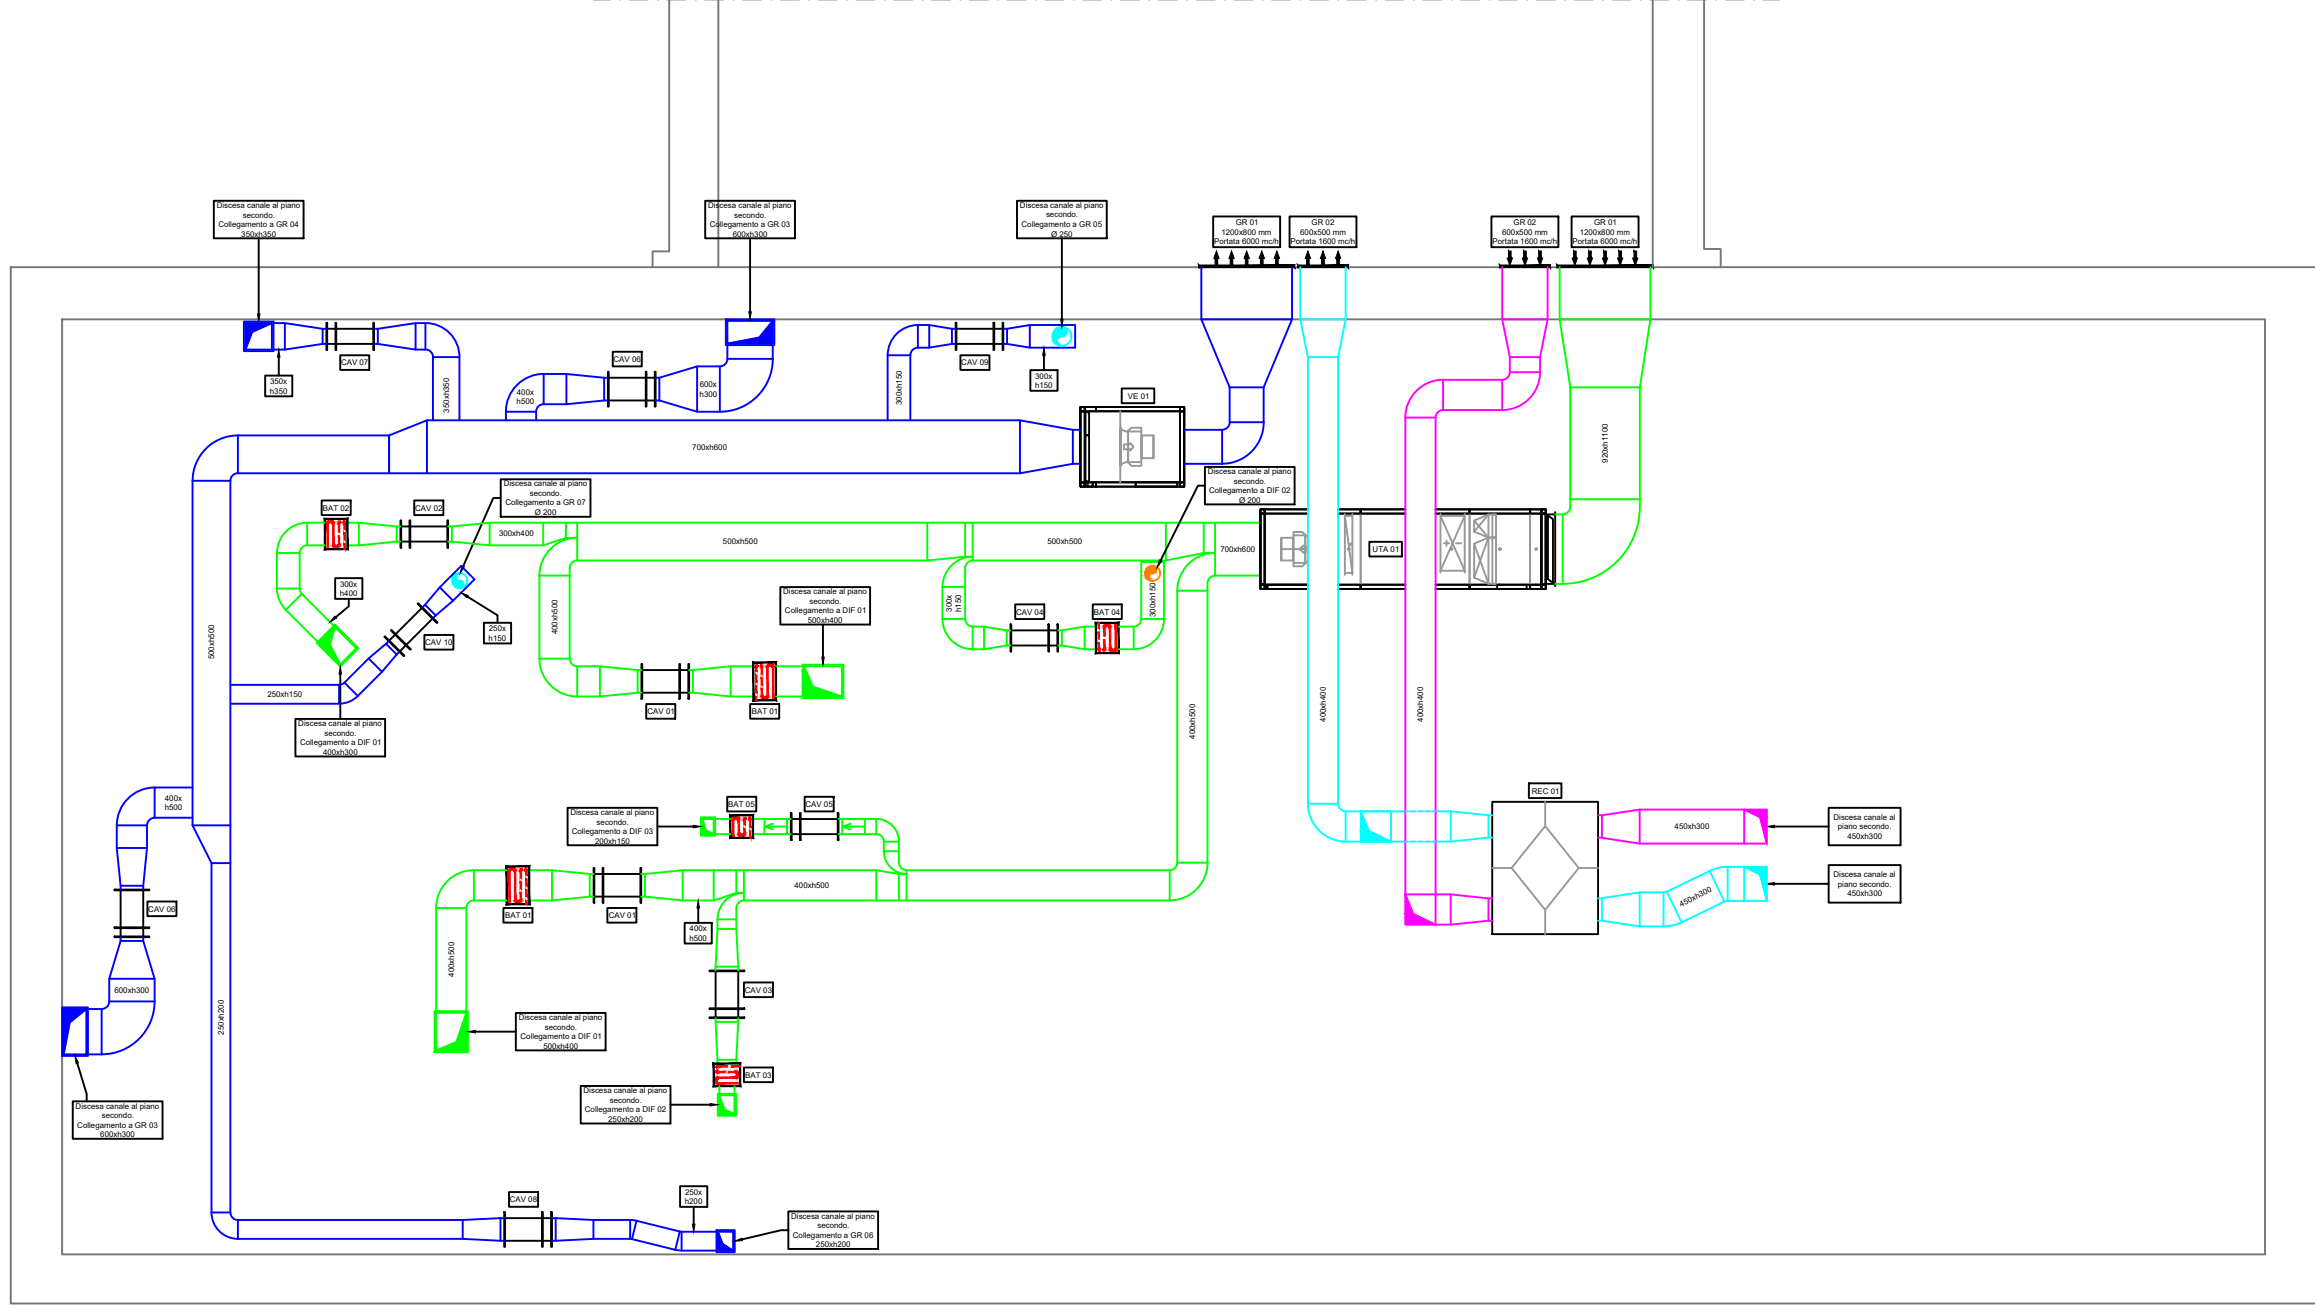 Discesa canale al piano
secondo.
Collegamento a GR 04
350xh350
Discesa canale al piano
secondo.
Collegamento a GR 03
600xh300
Discesa canale al piano
secondo.
Collegamento a GR 05
Ø 250
GR 01
1200x800 mm
Portata 6000 mc/h
GR 02
600x500 mm
Portata 1600 mc/h
GR 02
600x500 mm
Portata 1600 mc/h
GR 01
1200x800 mm
Portata 6000 mc/h
CAV 07
350x
h350
350xh350
CAV 06
400x
h500
600x
h300
300xh150
CAV 09
300x
h150
VE 01
700xh600
920xh1100
Discesa canale al piano
secondo.
Collegamento a GR 07
Ø 200
Discesa canale al piano
secondo.
Collegamento a DIF 02
Ø 200
BAT 02
CAV 02
300xh400
500xh500
500xh500
700xh600
UTA 01
300x
h400
250x
h150
CAV 10
400xh500
Discesa canale al piano
secondo.
Collegamento a DIF 01
500xh400
300x
h150
CAV 04
BAT 04
300xh150
500xh500
250xh150
CAV 01
BAT 01
Discesa canale al piano
secondo.
Collegamento a DIF 01
400xh300
400xh500
400xh400
400xh400
400x
h500
Discesa canale al piano
secondo.
Collegamento a DIF 03
200xh150
BAT 05
CAV 05
REC 01
450xh300
Discesa canale al
piano secondo.
450xh300
450xh300
Discesa canale al
piano secondo.
450xh300
CAV 06
BAT 01
CAV 01
400xh500
400x
h500
400xh500
600xh300
CAV 03
250xh200
Discesa canale al piano
secondo.
Collegamento a DIF 01
500xh400
BAT 03
Discesa canale al piano
secondo.
Collegamento a DIF 02
250xh200
Discesa canale al piano
secondo.
Collegamento a GR 03
600xh300
CAV 08
250x
h200
Discesa canale al piano
secondo.
Collegamento a GR 06
250xh200